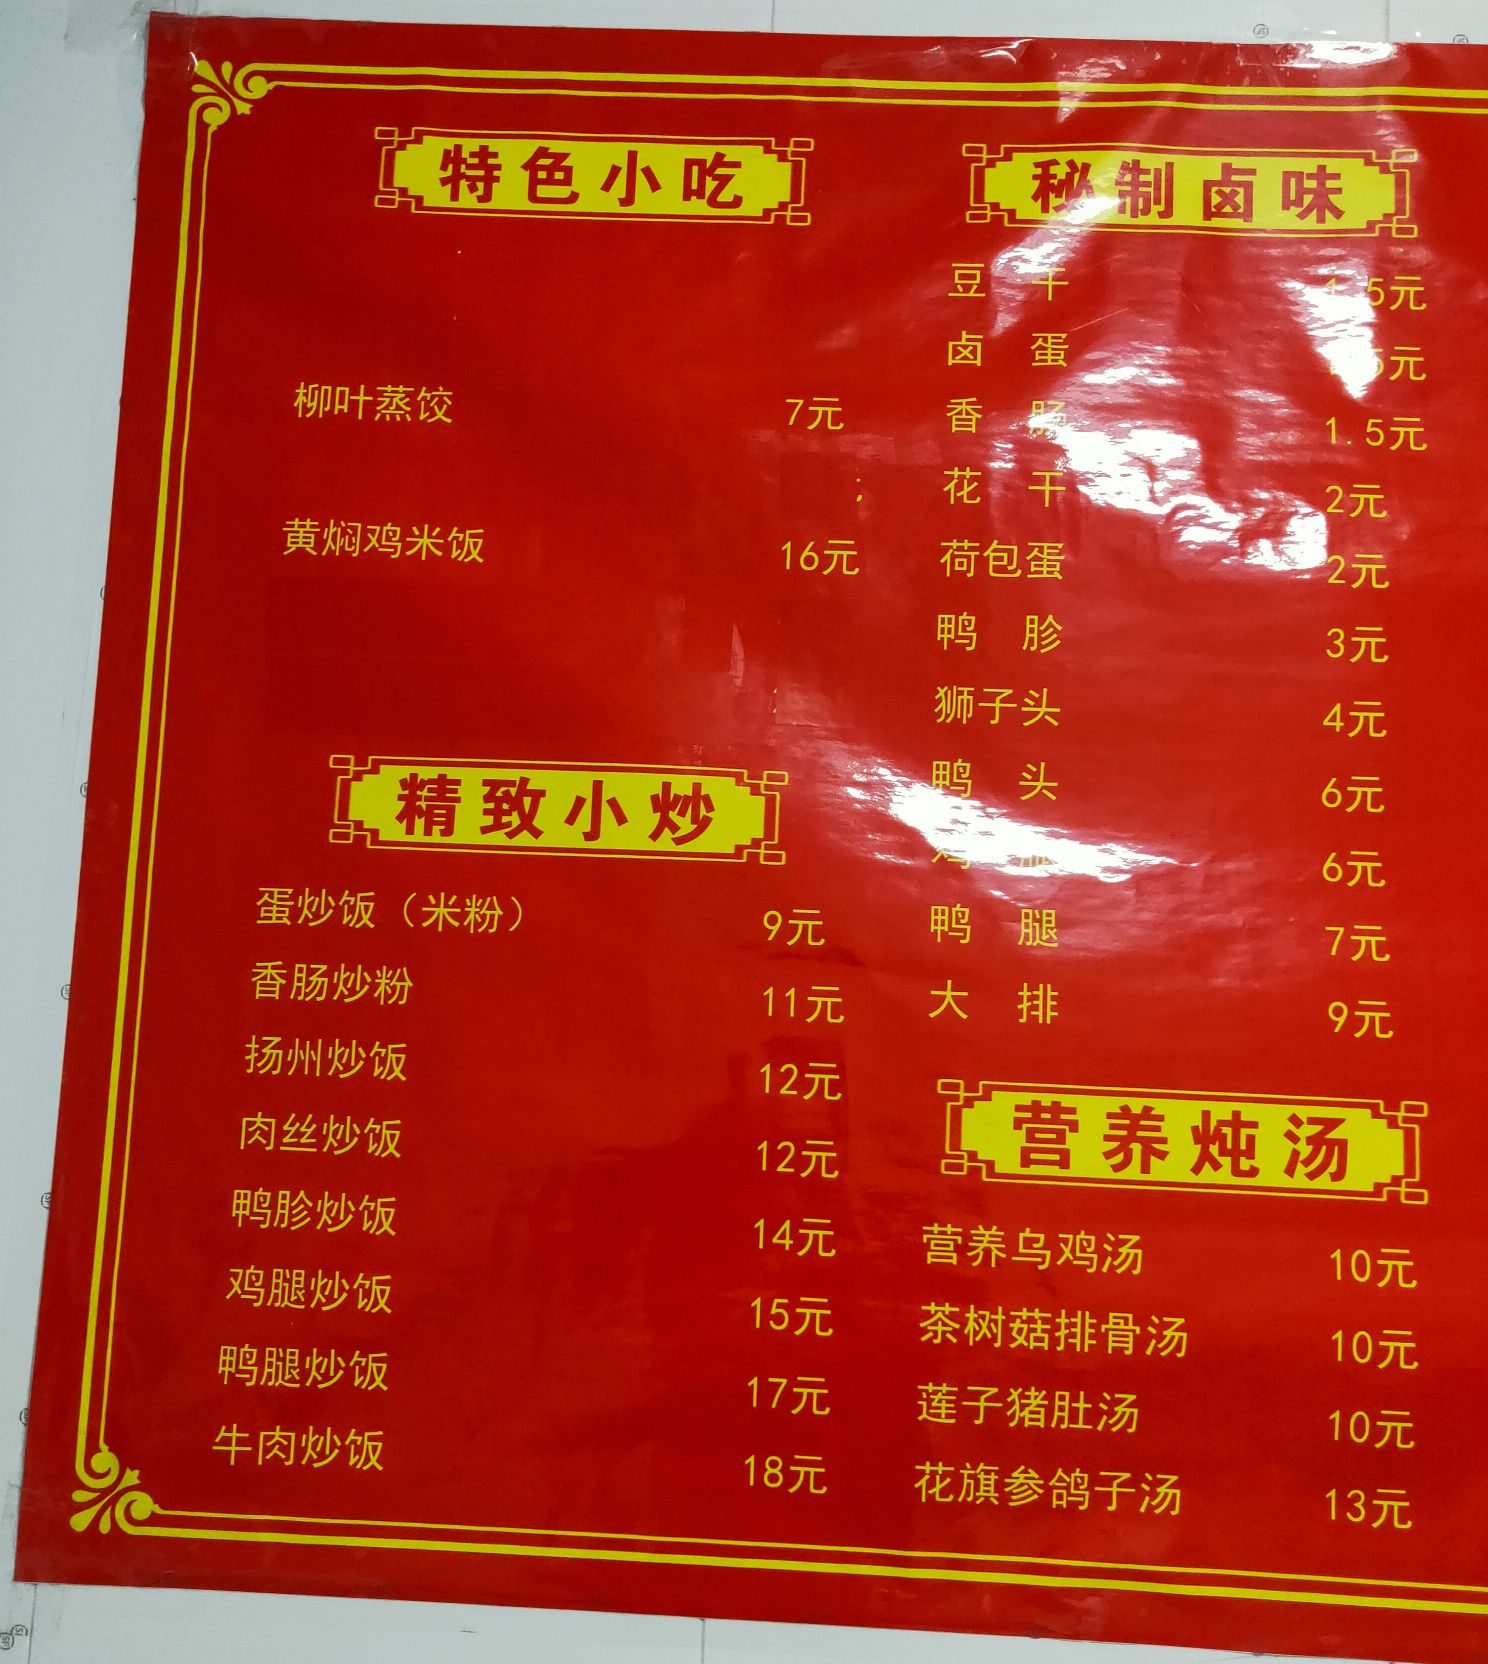 特色小吃
柳叶蒸饺 7元
黄焖鸡米饭 16元
精致小炒
蛋炒饭（米粉） 9元
香肠炒粉 11元
扬州炒饭 12元
肉丝炒饭 12元
鸭胗炒饭 14元
鸡腿炒饭 15元
鸭腿炒饭 17元
牛肉炒饭 18元
秘制卤味
豆干 1.5元
卤蛋 5元
香肠 1.5元
花干 2元
荷包蛋 2元
鸭胗 3元
狮子头 4元
鸭头 6元
6元
鸭腿 7元
大排 9元
营养炖汤
营养乌鸡汤 10元
茶树菇排骨汤 10元
莲子猪肚汤 10元
花旗参鸽子汤 13元